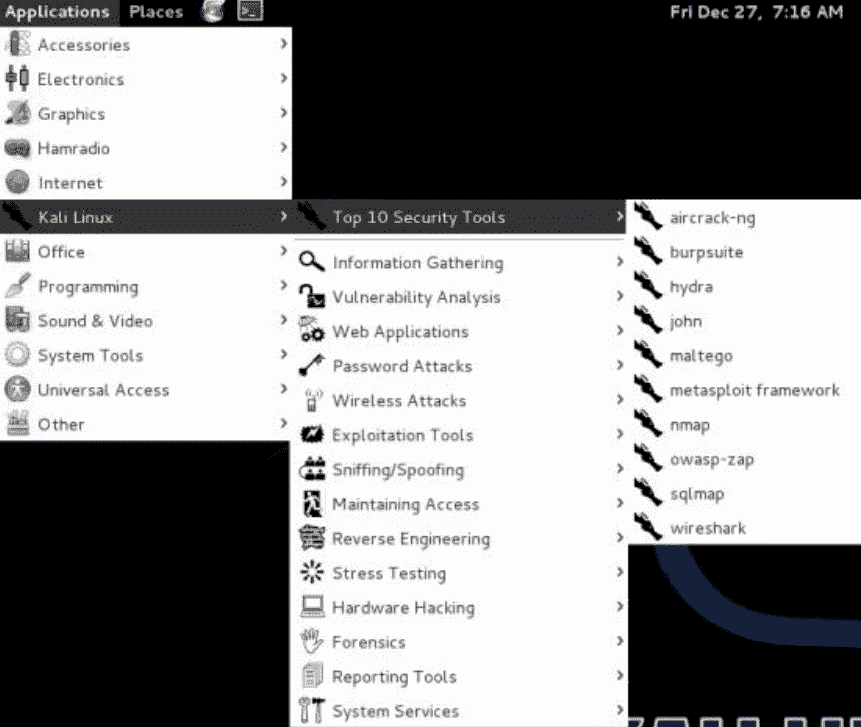 Applications Places Fri Dec 27, 7:16 AM
Accessories
Electronics
Graphics
Hamradio
Internet
Kali Linux
Office
Programming
Sound & Video
System Tools
Universal Access
Other
Top 10 Security Tools
Information Gathering
Vulnerability Analysis
Web Applications
Password Attacks
Wireless Attacks
Exploitation Tools
Sniffing/Spoofing
Maintaining Access
Reverse Engineering
Stress Testing
Hardware Hacking
Forensics
Reporting Tools
System Services
aircrack-ng
burpsuite
hydra
john
maltego
metasploit framework
nmap
owasp-zap
sqlmap
wireshark